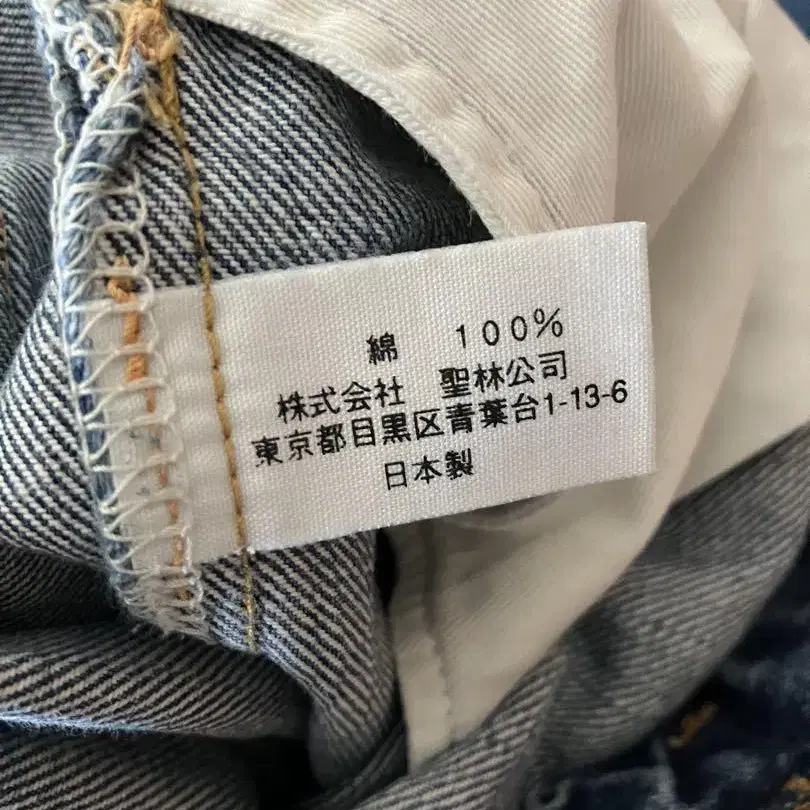 綿　100%
株式会社　聖林公司
東京都目黒区青葉台1-13-6
日本製